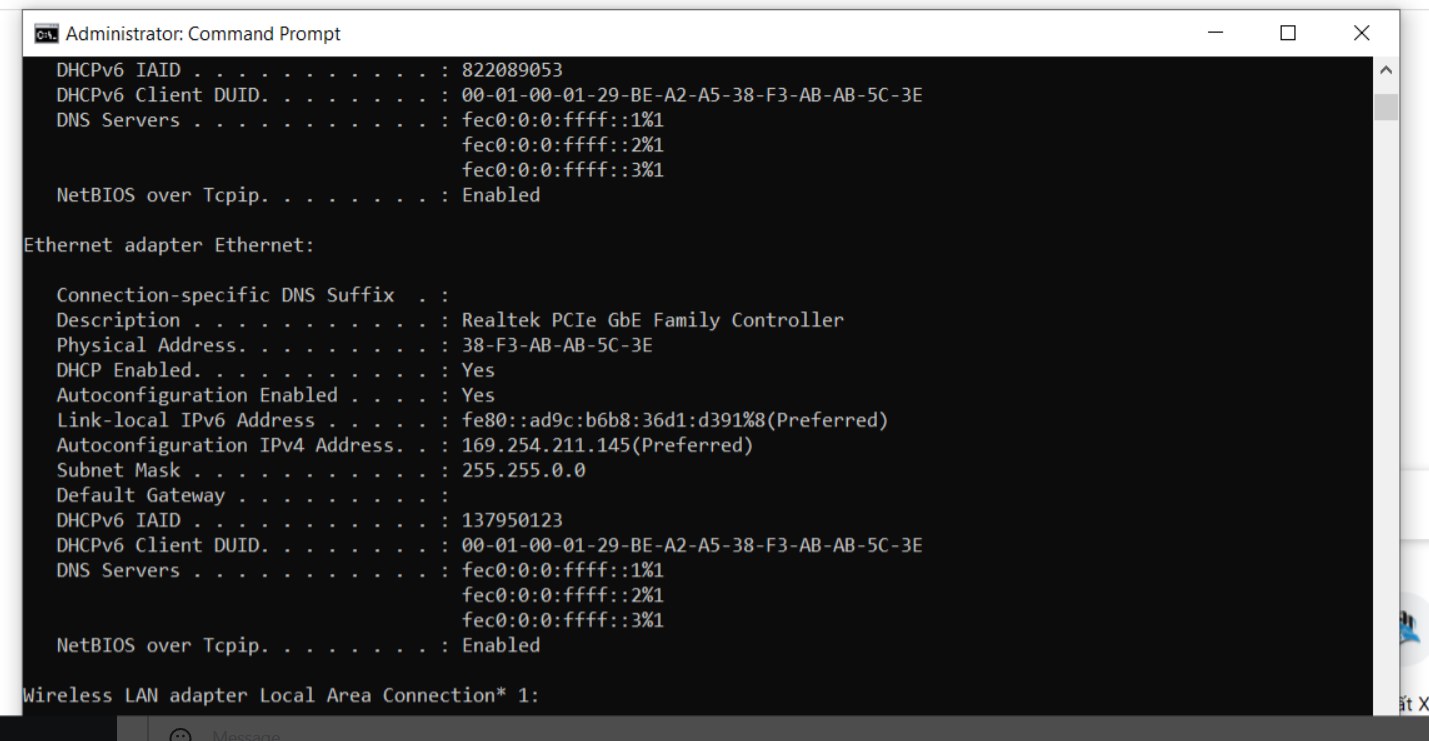 Administrator: Command Prompt
DHCPv6 IAID . . . . . . . . . . . : 822089053
DHCPv6 Client DUID. . . . . . . . : 00-01-00-01-29-BE-A2-A5-38-F3-AB-AB-5C-3E
DNS Servers . . . . . . . . . . . : fec0:0:0:ffff::1%1
fec0:0:0:ffff::2%1
fec0:0:0:ffff::3%1
NetBIOS over Tcpip. . . . . . . . : Enabled
Ethernet adapter Ethernet:
Connection-specific DNS Suffix  . :
Description . . . . . . . . . . . : Realtek PCIe GbE Family Controller
Physical Address. . . . . . . . . : 38-F3-AB-AB-5C-3E
DHCP Enabled. . . . . . . . . . . : Yes
Autoconfiguration Enabled . . . . : Yes
Link-local IPv6 Address . . . . . : fe80::ad9c:b6b8:36d1:d391%8(Preferred)
Autoconfiguration IPv4 Address. . : 169.254.211.145(Preferred)
Subnet Mask . . . . . . . . . . . : 255.255.0.0
Default Gateway . . . . . . . . . :
DHCPv6 IAID . . . . . . . . . . . : 137950123
DHCPv6 Client DUID. . . . . . . . : 00-01-00-01-29-BE-A2-A5-38-F3-AB-AB-5C-3E
DNS Servers . . . . . . . . . . . : fec0:0:0:ffff::1%1
fec0:0:0:ffff::2%1
fec0:0:0:ffff::3%1
NetBIOS over Tcpip. . . . . . . . : Enabled
Wireless LAN adapter Local Area Connection* 1:
Message